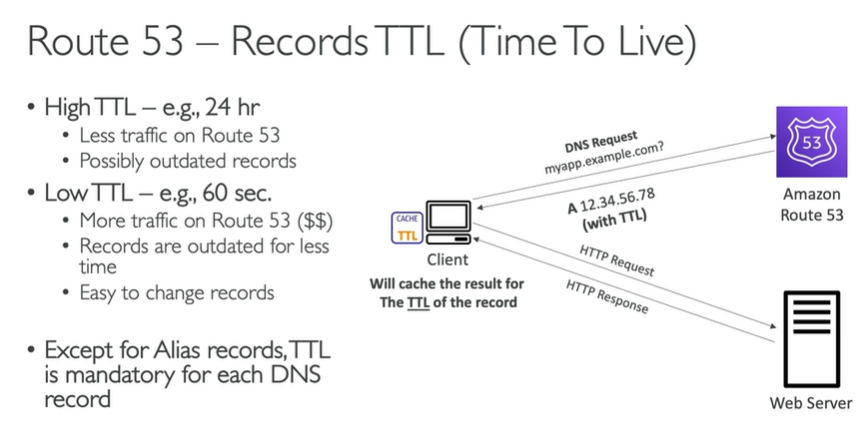 Route 53 – Records TTL (Time To Live)
• High TTL – e.g., 24 hr
• Less traffic on Route 53
• Possibly outdated records
• Low TTL – e.g., 60 sec.
• More traffic on Route 53 ($$)
• Records are outdated for less
time
• Easy to change records
• Except for Alias records, TTL
is mandatory for each DNS
record
DNS Request
myapp.example.com?
A 12.34.56.78
(with TTL)
53
Amazon
Route 53
CACHE
TTL
Client
Will cache the result for
The TTL of the record
HTTP Request
HTTP Response
Web Server